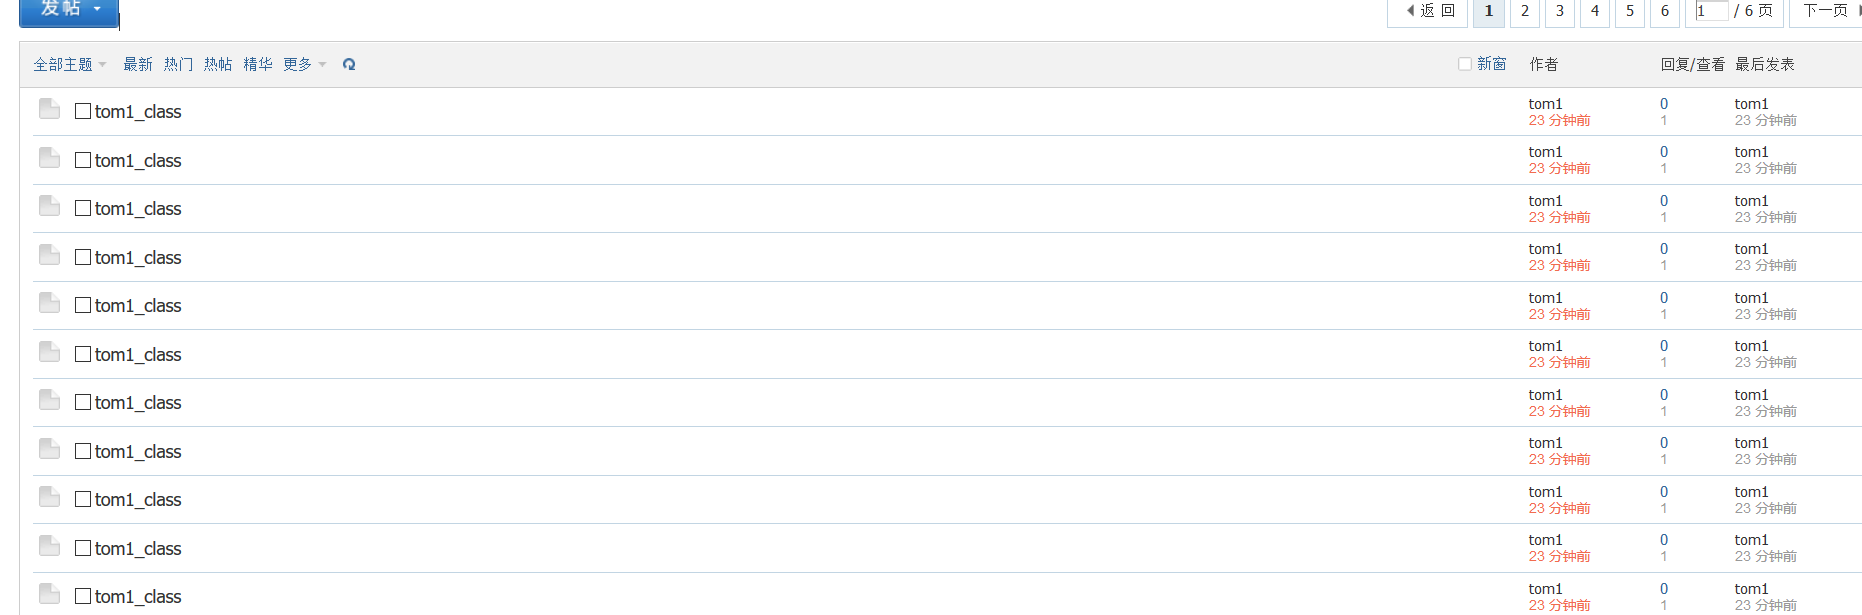 发帖
返 回 1 2 3 4 5 6 1 / 6 页 下一页
全部主题 最新 热门 热帖 精华 更多 新窗 作者 回复/查看 最后发表
tom1_class tom1 0 tom1
23 分钟前 1 23 分钟前
tom1_class tom1 0 tom1
23 分钟前 1 23 分钟前
tom1_class tom1 0 tom1
23 分钟前 1 23 分钟前
tom1_class tom1 0 tom1
23 分钟前 1 23 分钟前
tom1_class tom1 0 tom1
23 分钟前 1 23 分钟前
tom1_class tom1 0 tom1
23 分钟前 1 23 分钟前
tom1_class tom1 0 tom1
23 分钟前 1 23 分钟前
tom1_class tom1 0 tom1
23 分钟前 1 23 分钟前
tom1_class tom1 0 tom1
23 分钟前 1 23 分钟前
tom1_class tom1 0 tom1
23 分钟前 1 23 分钟前
tom1_class tom1 0 tom1
23 分钟前 1 23 分钟前